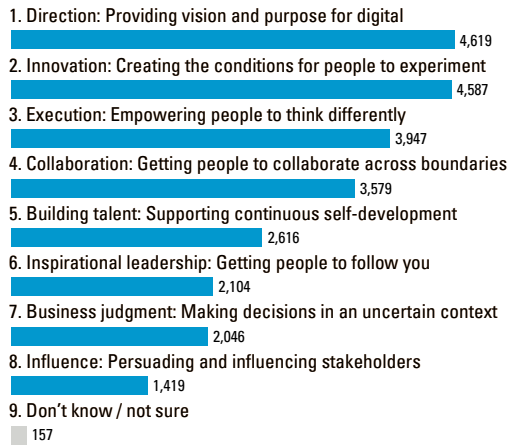 1. Direction: Providing vision and purpose for digital
4,619
2. Innovation: Creating the conditions for people to experiment
4,587
3. Execution: Empowering people to think differently
3,947
4. Collaboration: Getting people to collaborate across boundaries
3,579
5. Building talent: Supporting continuous self-development
2,616
6. Inspirational leadership: Getting people to follow you
2,104
7. Business judgment: Making decisions in an uncertain context
2,046
8. Influence: Persuading and influencing stakeholders
1,419
9. Don’t know / not sure
157